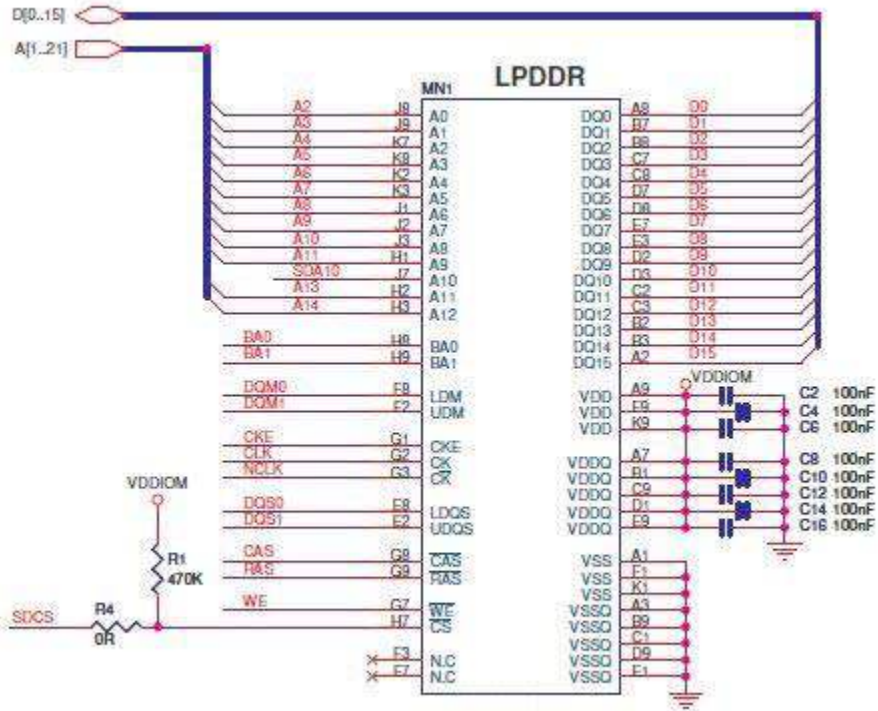 D[0..15]
A[1..21]
LPDDR
MN1
A2 J8 A0 DQ0 A8 D0
A3 J9 A1 DQ1 B7 D1
A4 K7 A2 DQ2 B8 D2
A5 K8 A3 DQ3 C7 D3
A6 K2 A4 DQ4 C8 D4
A7 K3 A5 DQ5 D7 D5
A8 J1 A6 DQ6 D8 D6
A9 J2 A7 DQ7 E7 D7
A10 J3 A8 DQ8 E3 D8
A11 H1 A9 DQ9 D2 D9
SDA10 J7 A10 DQ10 D3 D10
A13 H2 A11 DQ11 C2 D11
A14 H3 A12 DQ12 C3 D12
DQ13 B2 D13
BA0 H8 BA0 DQ14 B3 D14
BA1 H9 BA1 DQ15 A2 D15
VDDIOM
DQM0 F8 LDM VDD A9 C2 100nF
DQM1 F2 UDM VDD F9 C4 100nF
VDD K9 C6 100nF
CKE G1 CKE
CLK G2 CK VDDQ A7 C8 100nF
NCLK G3 CK VDDQ B1 C10 100nF
VDDQ C9 C12 100nF
DQS0 E8 LDQS VDDQ D1 C14 100nF
DQS1 E2 UDQS VDDQ E9 C16 100nF
VDDIOM
CAS G8 CAS VSS A1
RAS G9 RAS VSS F1
VSS K1
R1
470K
WE G7 WE VSSQ A3
SDCS R4 H7 CS VSSQ B9
0R
VSSQ C1
F3 N.C VSSQ D9
F7 N.C VSSQ E1